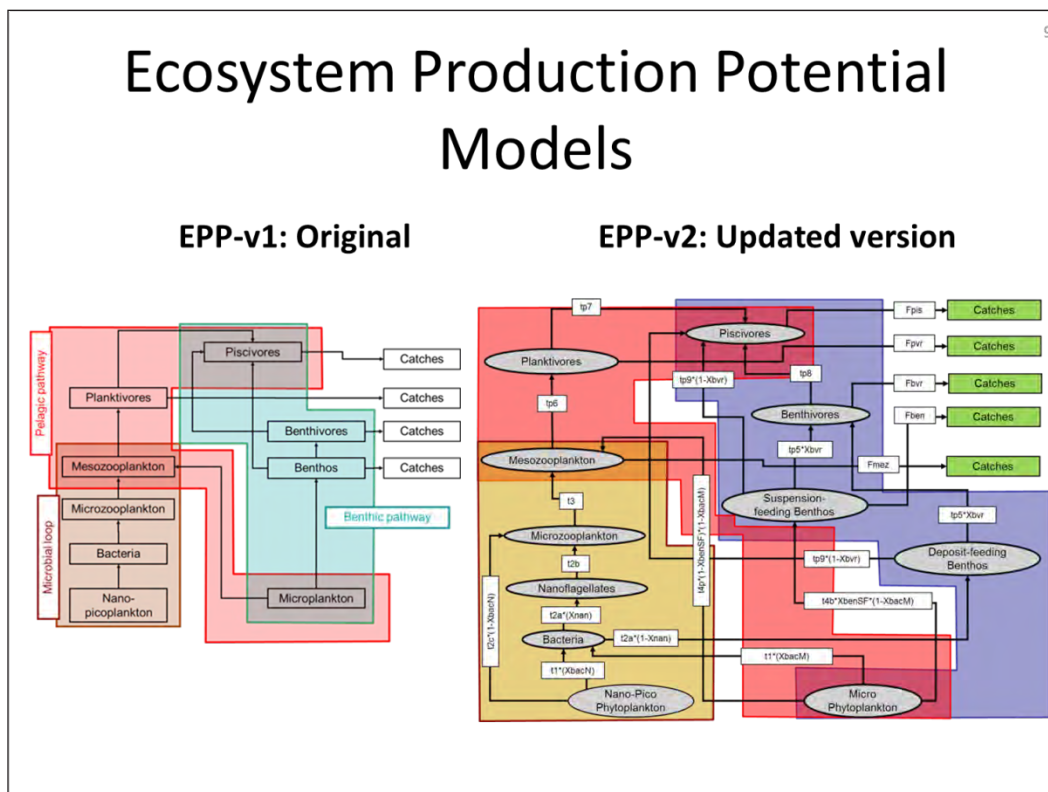 9
Ecosystem Production Potential
Models
EPP-v1: Original
EPP-v2: Updated version
Pelagic pathway
Microbial loop
Benthic pathway
Piscivores
Catches
Planktivores
Catches
Benthivores
Catches
Mesozooplankton
Benthos
Catches
Microzooplankton
Bacteria
Nano-
picoplankton
Microplankton
tp7
Fpis
Catches
Piscivores
Planktivores
Fpvr
Catches
tp9*(1-Xbvr)
tp8
Fbvr
Catches
tp6
Benthivores
Fben
Catches
tp5*Xbvr
Mesozooplankton
Fmez
Catches
t3
Suspension-
feeding Benthos
t4p*(1-XbenSF)*(1-XbacM)
tp5*Xbvr
Microzooplankton
t2b
tp9*(1-Xbvr)
Deposit-feeding
Benthos
Nanoflagellates
t2c*(1-XbacN)
t2a*(Xnan)
t4b*XbenSF*(1-XbacM)
Bacteria
t2a*(1-Xnan)
t1*(XbacN)
t1*(XbacM)
Nano-Pico
Phytoplankton
Micro
Phytoplankton